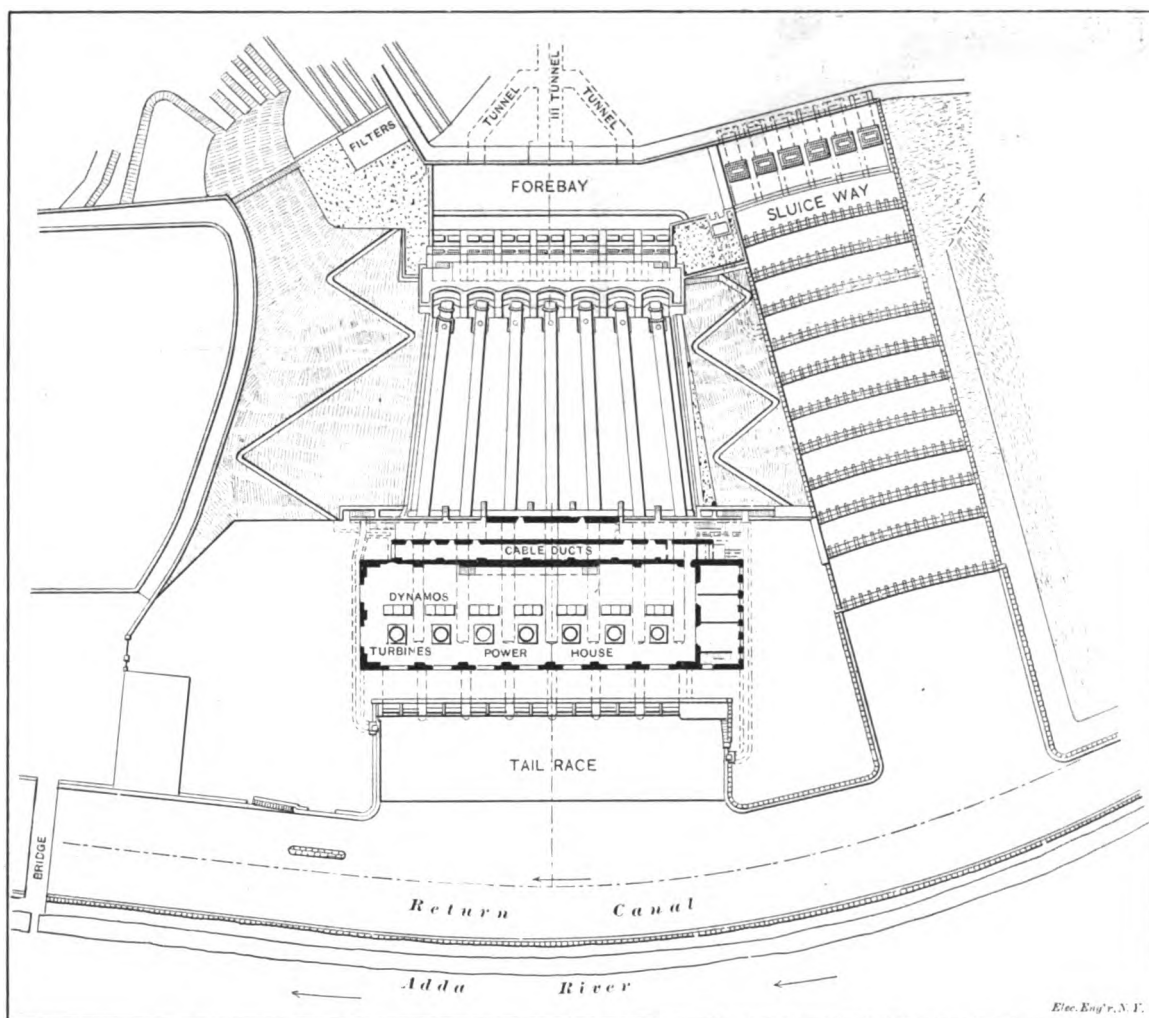 TUNNEL
III TUNNEL
TUNNEL
FILTERS
FOREBAY
SLUICE WAY
CABLE DUCTS
DYNAMOS
TURBINES POWER HOUSE
TAIL RACE
BRIDGE
Return Canal
Adda River
Elec. Eng'r, N.Y.